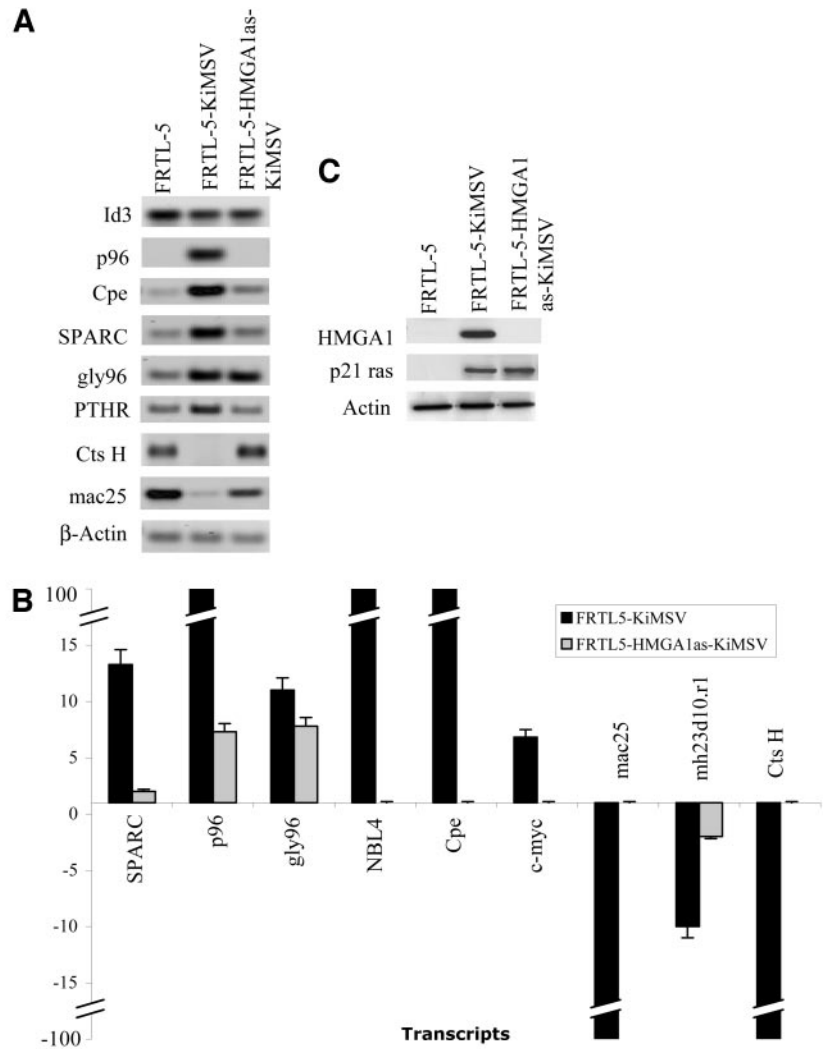 A
FRTL-5
FRTL-5-KiMSV
FRTL-5-HMGA1as-
KiMSV
Id3
p96
Cpe
SPARC
gly96
PTHR
Cts H
mac25
β-Actin
C
FRTL-5
FRTL-5-KiMSV
FRTL-5-HMGA1
as-KiMSV
HMGA1
p21 ras
Actin
B
100
15
10
5
0
-5
-10
-15
-100
FRTL5-KiMSV
FRTL5-HMGA1as-KiMSV
SPARC
p96
gly96
NBL4
Cpe
c-myc
mac25
mh23d10.r1
Cts H
Transcripts